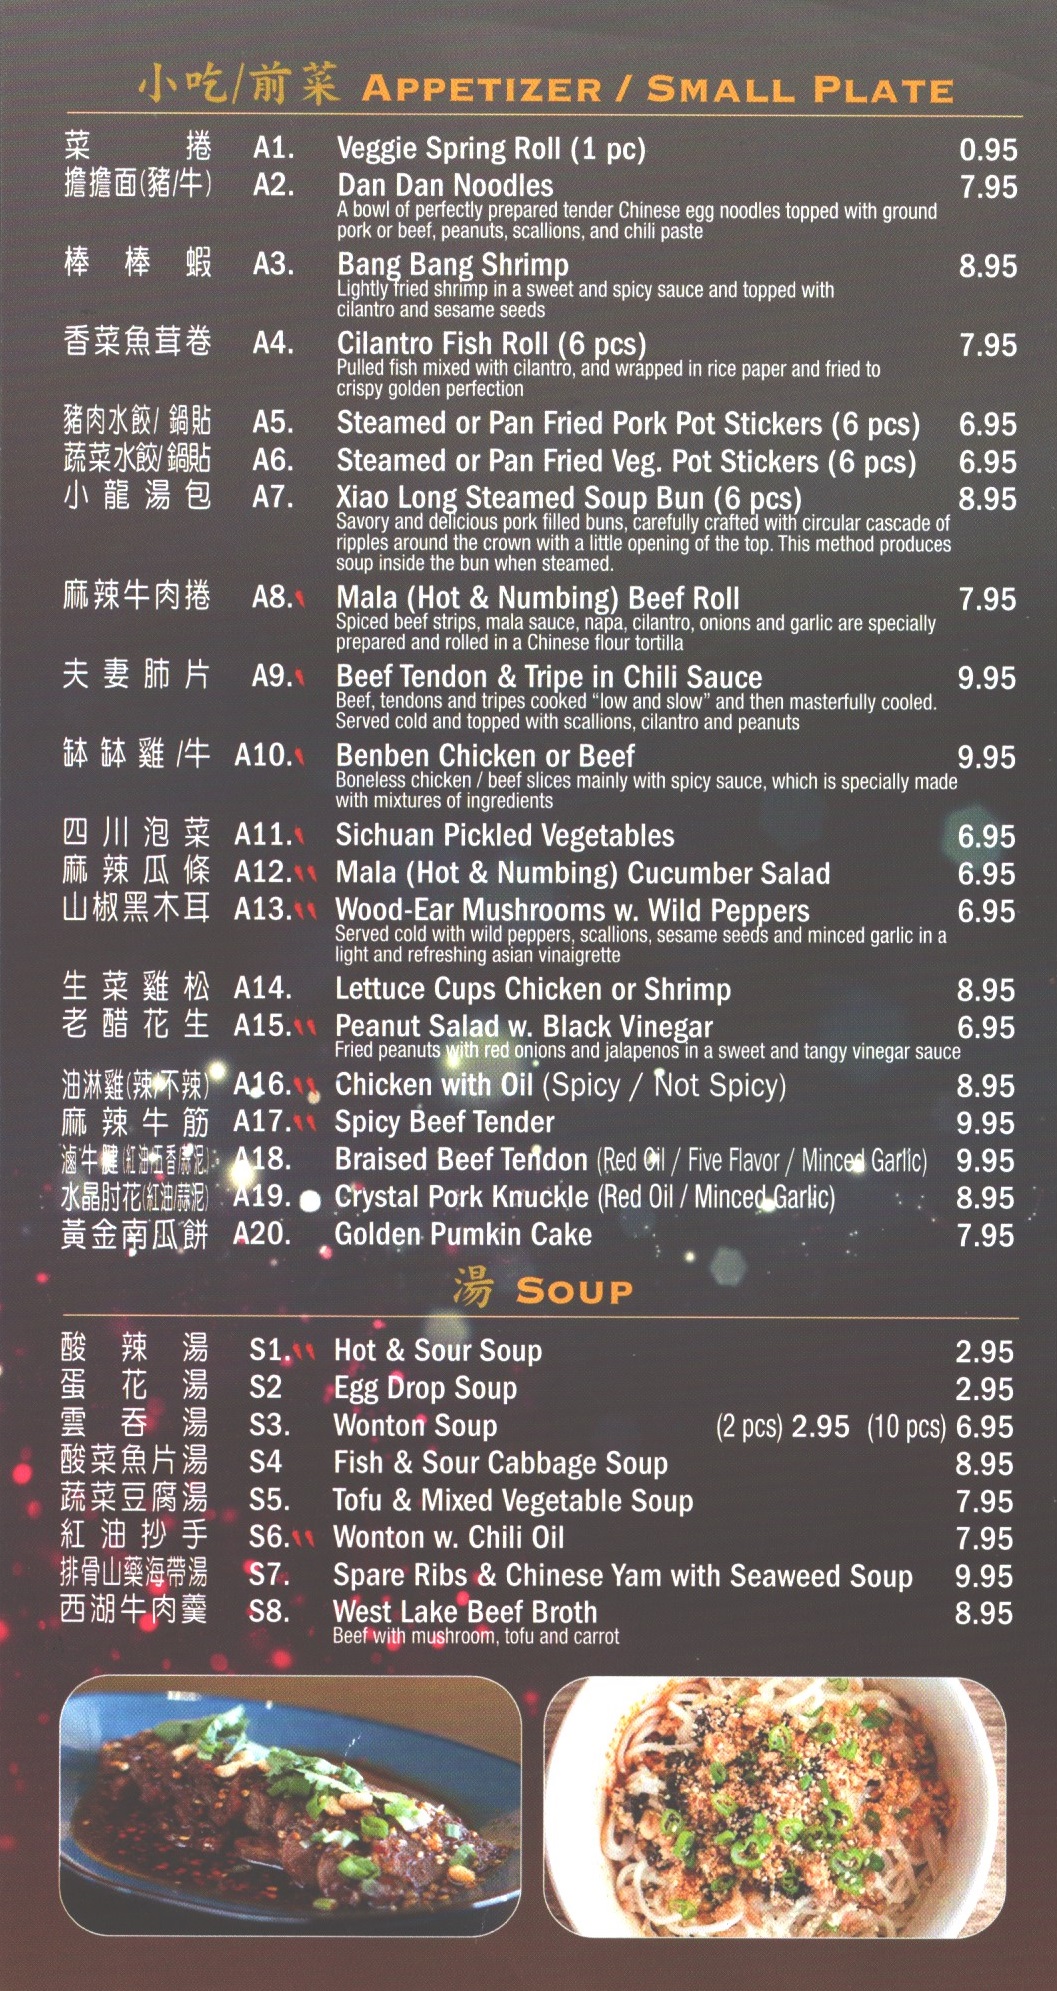 小吃/前菜 APPETIZER / SMALL PLATE
菜捲 A1. Veggie Spring Roll (1 pc) 0.95
擔擔面(豬/牛) A2. Dan Dan Noodles 7.95
A bowl of perfectly prepared tender Chinese egg noodles topped with ground
pork or beef, peanuts, scallions, and chili paste
棒棒蝦 A3. Bang Bang Shrimp 8.95
Lightly fried shrimp in a sweet and spicy sauce and topped with
cilantro and sesame seeds
香菜魚茸卷 A4. Cilantro Fish Roll (6 pcs) 7.95
Pulled fish mixed with cilantro, and wrapped in rice paper and fried to
crispy golden perfection
豬肉水餃/ 鍋貼 A5. Steamed or Pan Fried Pork Pot Stickers (6 pcs) 6.95
蔬菜水餃/鍋貼 A6. Steamed or Pan Fried Veg. Pot Stickers (6 pcs) 6.95
小龍湯包 A7. Xiao Long Steamed Soup Bun (6 pcs) 8.95
Savory and delicious pork filled buns, carefully crafted with circular cascade of
ripples around the crown with a little opening of the top. This method produces
soup inside the bun when steamed.
麻辣牛肉捲 A8. Mala (Hot & Numbing) Beef Roll 7.95
Spiced beef strips, mala sauce, napa, cilantro, onions and garlic are specially
prepared and rolled in a Chinese flour tortilla
夫妻肺片 A9. Beef Tendon & Tripe in Chili Sauce 9.95
Beef, tendons and tripes cooked “low and slow” and then masterfully cooled.
Served cold and topped with scallions, cilantro and peanuts
缽缽雞/牛 A10. Benben Chicken or Beef 9.95
Boneless chicken / beef slices mainly with spicy sauce, which is specially made
with mixtures of ingredients
四川泡菜 A11. Sichuan Pickled Vegetables 6.95
麻辣瓜條 A12. Mala (Hot & Numbing) Cucumber Salad 6.95
山椒黑木耳 A13. Wood-Ear Mushrooms w. Wild Peppers 6.95
Served cold with wild peppers, scallions, sesame seeds and minced garlic in a
light and refreshing asian vinaigrette
生菜雞松 A14. Lettuce Cups Chicken or Shrimp 8.95
老醋花生 A15. Peanut Salad w. Black Vinegar 6.95
Fried peanuts with red onions and jalapenos in a sweet and tangy vinegar sauce
油淋雞(辣/不辣) A16. Chicken with Oil (Spicy / Not Spicy) 8.95
麻辣牛筋 A17. Spicy Beef Tender 9.95
滷牛腱(紅油/五香/蒜泥) A18. Braised Beef Tendon (Red Oil / Five Flavor / Minced Garlic) 9.95
水晶肘花(紅油/蒜泥) A19. Crystal Pork Knuckle (Red Oil / Minced Garlic) 8.95
黃金南瓜餅 A20. Golden Pumkin Cake 7.95
湯 SOUP
酸辣湯 S1. Hot & Sour Soup 2.95
蛋花湯 S2 Egg Drop Soup 2.95
雲吞湯 S3. Wonton Soup (2 pcs) 2.95 (10 pcs) 6.95
酸菜魚片湯 S4 Fish & Sour Cabbage Soup 8.95
蔬菜豆腐湯 S5. Tofu & Mixed Vegetable Soup 7.95
紅油抄手 S6. Wonton w. Chili Oil 7.95
排骨山藥海帶湯 S7. Spare Ribs & Chinese Yam with Seaweed Soup 9.95
西湖牛肉羹 S8. West Lake Beef Broth 8.95
Beef with mushroom, tofu and carrot